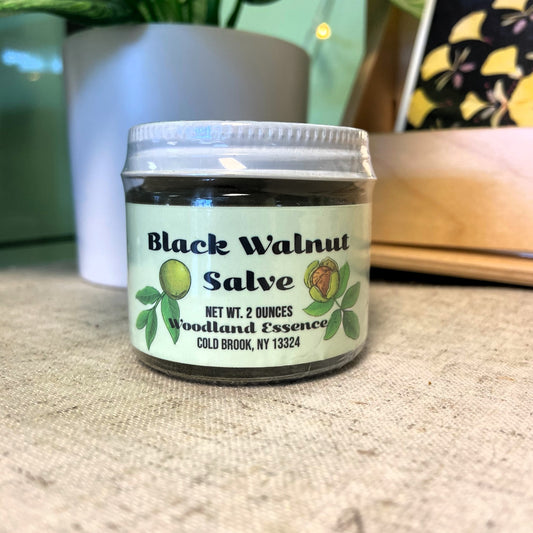 Black Walnut
Salve
NET WT. 2 OUNCES
Woodland Essence
COLD BROOK, NY 13324